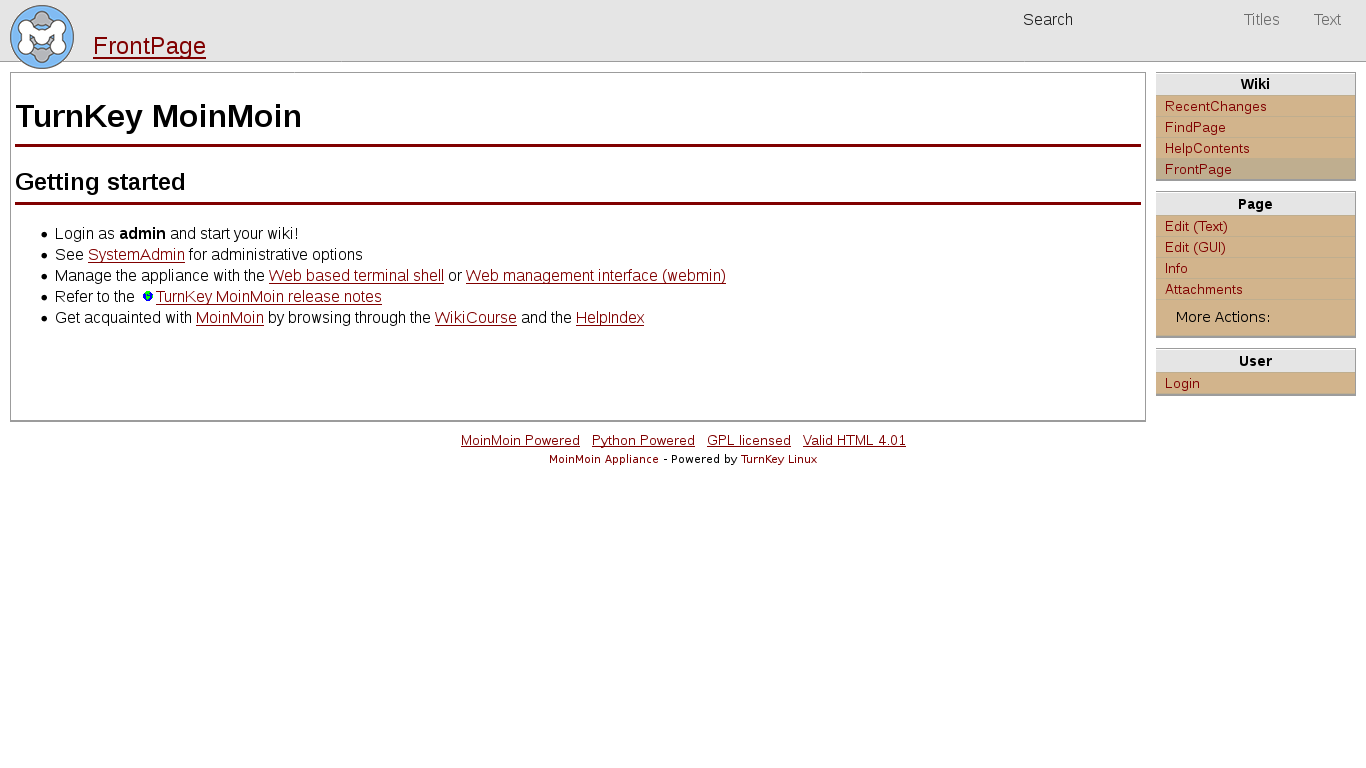 FrontPage
Search
Titles
Text
TurnKey MoinMoin
Getting started
Login as admin and start your wiki!
See SystemAdmin for administrative options
Manage the appliance with the Web based terminal shell or Web management interface (webmin)
Refer to the TurnKey MoinMoin release notes
Get acquainted with MoinMoin by browsing through the WikiCourse and the HelpIndex
Wiki
RecentChanges
FindPage
HelpContents
FrontPage
Page
Edit (Text)
Edit (GUI)
Info
Attachments
More Actions:
User
Login
MoinMoin Powered Python Powered GPL licensed Valid HTML 4.01
MoinMoin Appliance - Powered by TurnKey Linux